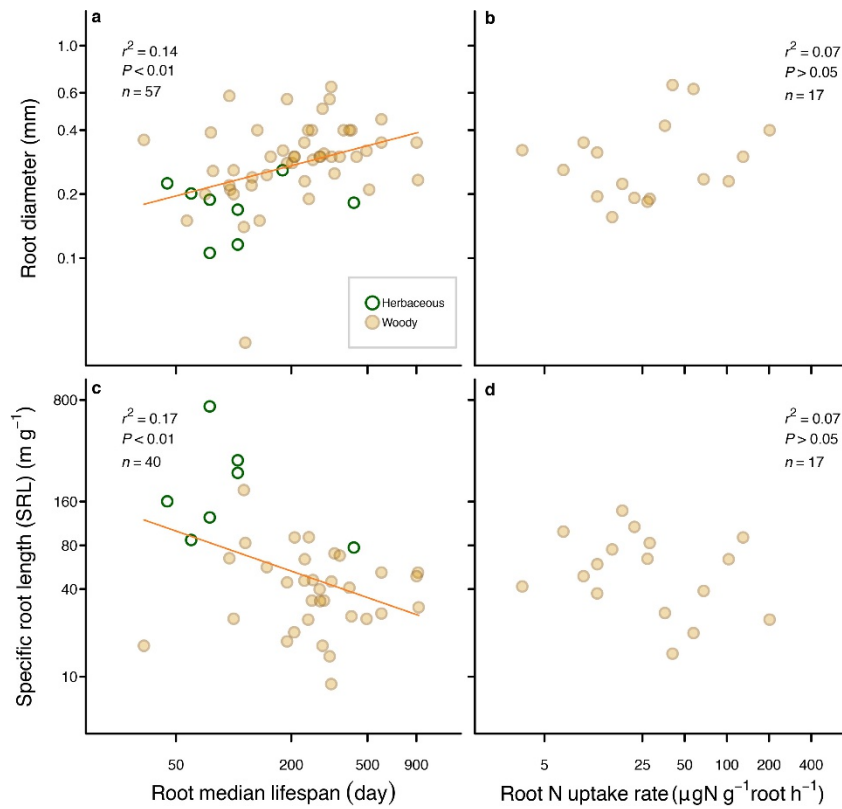 a
r² = 0.14
P < 0.01
n = 57
1.0
0.6
0.4
0.2
0.1
Root diameter (mm)
Herbaceous
Woody
b
r² = 0.07
P > 0.05
n = 17
c
r² = 0.17
P < 0.01
n = 40
800
160
80
40
10
Specific root length (SRL) (m g⁻¹)
50 200 500 900
Root median lifespan (day)
d
r² = 0.07
P > 0.05
n = 17
5 25 50 100 200 400
Root N uptake rate (μgN g⁻¹root h⁻¹)